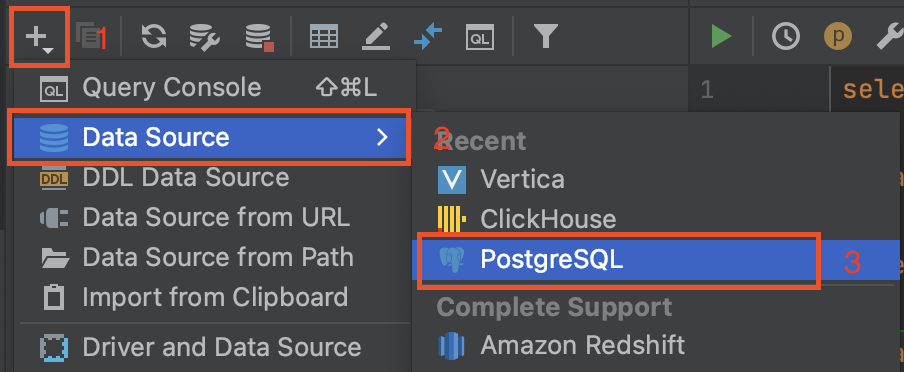 1
QL
p
Query Console ⇧⌘L
1 sele
QL
Data Source >
2
Recent
DDL Data Source
DDL
V Vertica
Data Source from URL
ClickHouse
Data Source from Path
PostgreSQL 3
Import from Clipboard
Complete Support
Driver and Data Source
Amazon Redshift